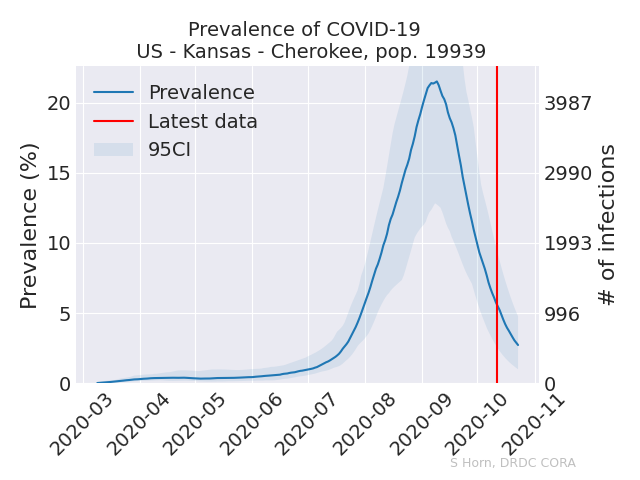 Prevalence of COVID-19
US - Kansas - Cherokee, pop. 19939
Prevalence
Latest data
95CI
Prevalence (%)
20
15
10
5
0
3987
2990
1993
996
0
# of infections
2020-03
2020-04
2020-05
2020-06
2020-07
2020-08
2020-09
2020-10
2020-11
S Horn, DRDC CORA